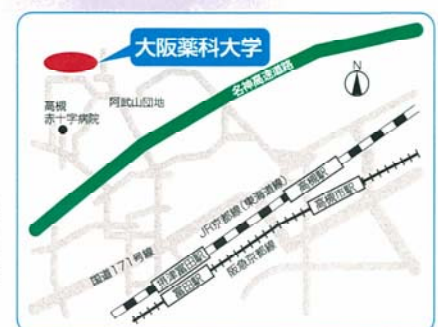 大阪薬科大学
高槻
赤十字病院
阿武山団地
名神高速道路
N
JR京都線(東海道線)
高槻駅
高槻市駅
摂津富田駅
国道171号線
富田駅
阪急京都線